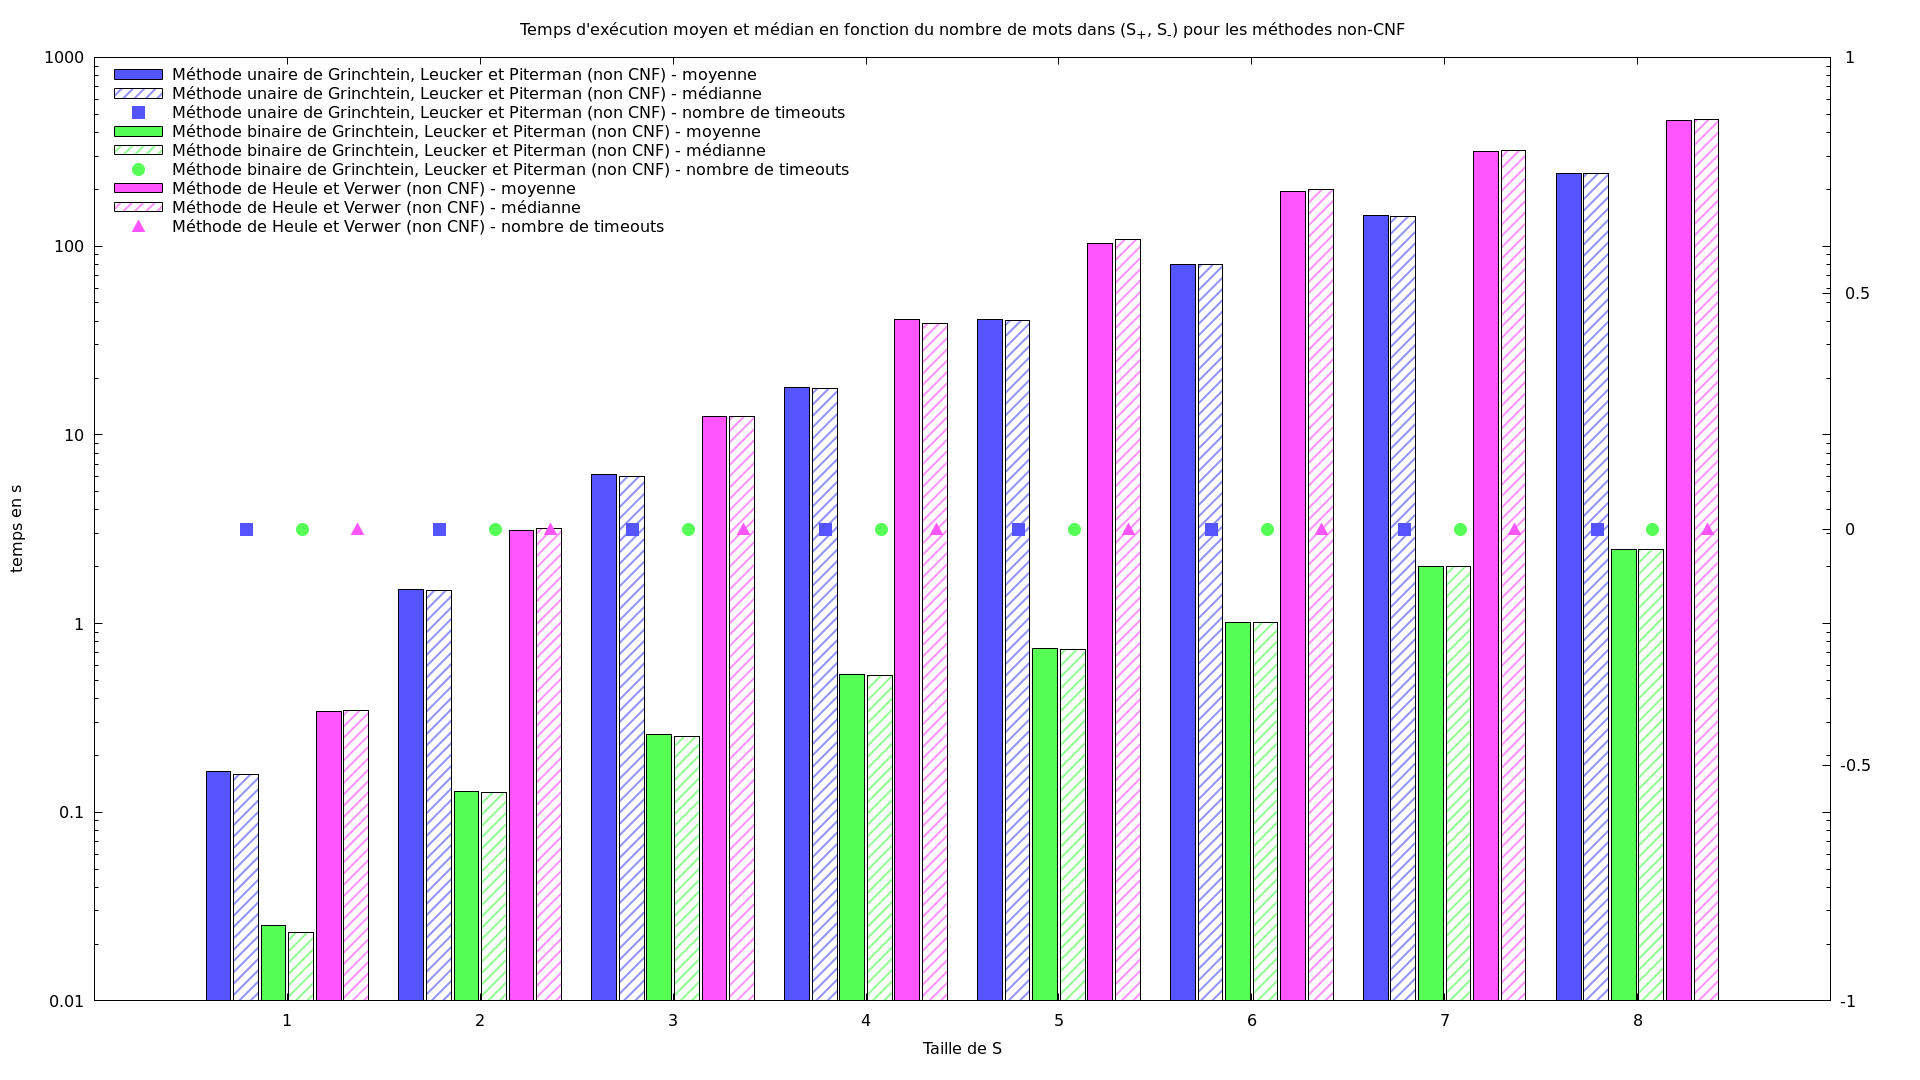 Temps d'exécution moyen et médian en fonction du nombre de mots dans (S+, S-) pour les méthodes non-CNF
Méthode unaire de Grinchtein, Leucker et Piterman (non CNF) - moyenne
Méthode unaire de Grinchtein, Leucker et Piterman (non CNF) - médianne
Méthode unaire de Grinchtein, Leucker et Piterman (non CNF) - nombre de timeouts
Méthode binaire de Grinchtein, Leucker et Piterman (non CNF) - moyenne
Méthode binaire de Grinchtein, Leucker et Piterman (non CNF) - médianne
Méthode binaire de Grinchtein, Leucker et Piterman (non CNF) - nombre de timeouts
Méthode de Heule et Verwer (non CNF) - moyenne
Méthode de Heule et Verwer (non CNF) - médianne
Méthode de Heule et Verwer (non CNF) - nombre de timeouts
temps en s
1000
100
10
1
0.1
0.01
1
0.5
0
-0.5
-1
1 2 3 4 5 6 7 8
Taille de S